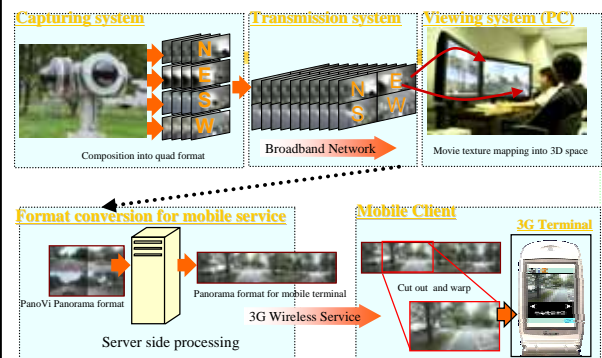 Capturing system
Transmission system
Viewing system (PC)
N
E
S
W
N
E
S
W
Composition into quad format
Broadband Network
Movie texture mapping into 3D space
Format conversion for mobile service
Mobile Client
3G Terminal
PanoVi Panorama format
Panorama format for mobile terminal
Server side processing
3G Wireless Service
Cut out and warp